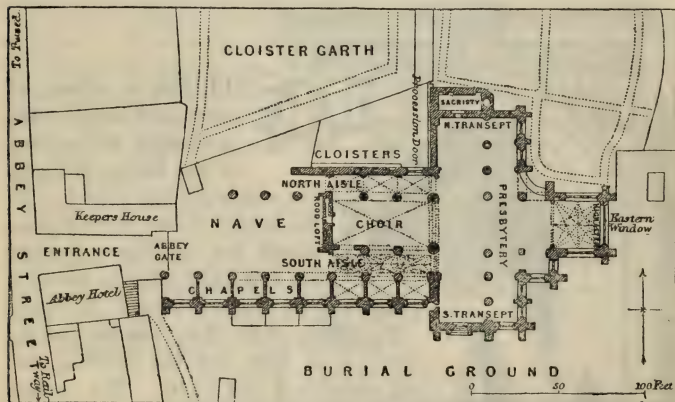 To Tweed
ABBEY STREET
CLOISTER GARTH
Procession Door
SACRISTY
N. TRANSEPT
CLOISTERS
NORTH AISLE
Keepers House
NAVE
ROOD LOFT
CHOIR
PRESBYTERY
Eastern
Window
ENTRANCE
ABBEY
GATE
SOUTH AISLE
Abbey Hotel
CHAPELS
S. TRANSEPT
To Railway
BURIAL GROUND
0 50 100 Feet